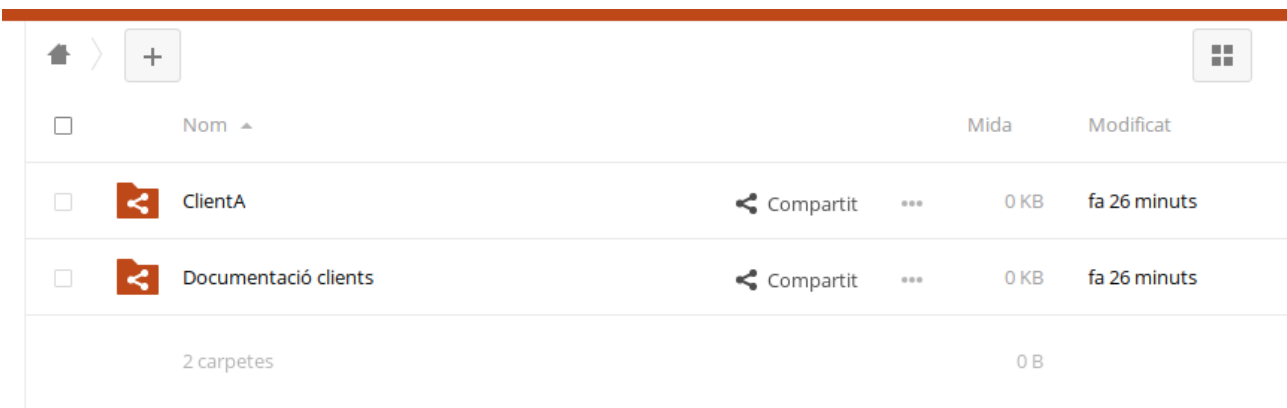 Nom Mida Modificat
ClientA Compartit ... 0 KB fa 26 minuts
Documentació clients Compartit ... 0 KB fa 26 minuts
2 carpetes 0 B